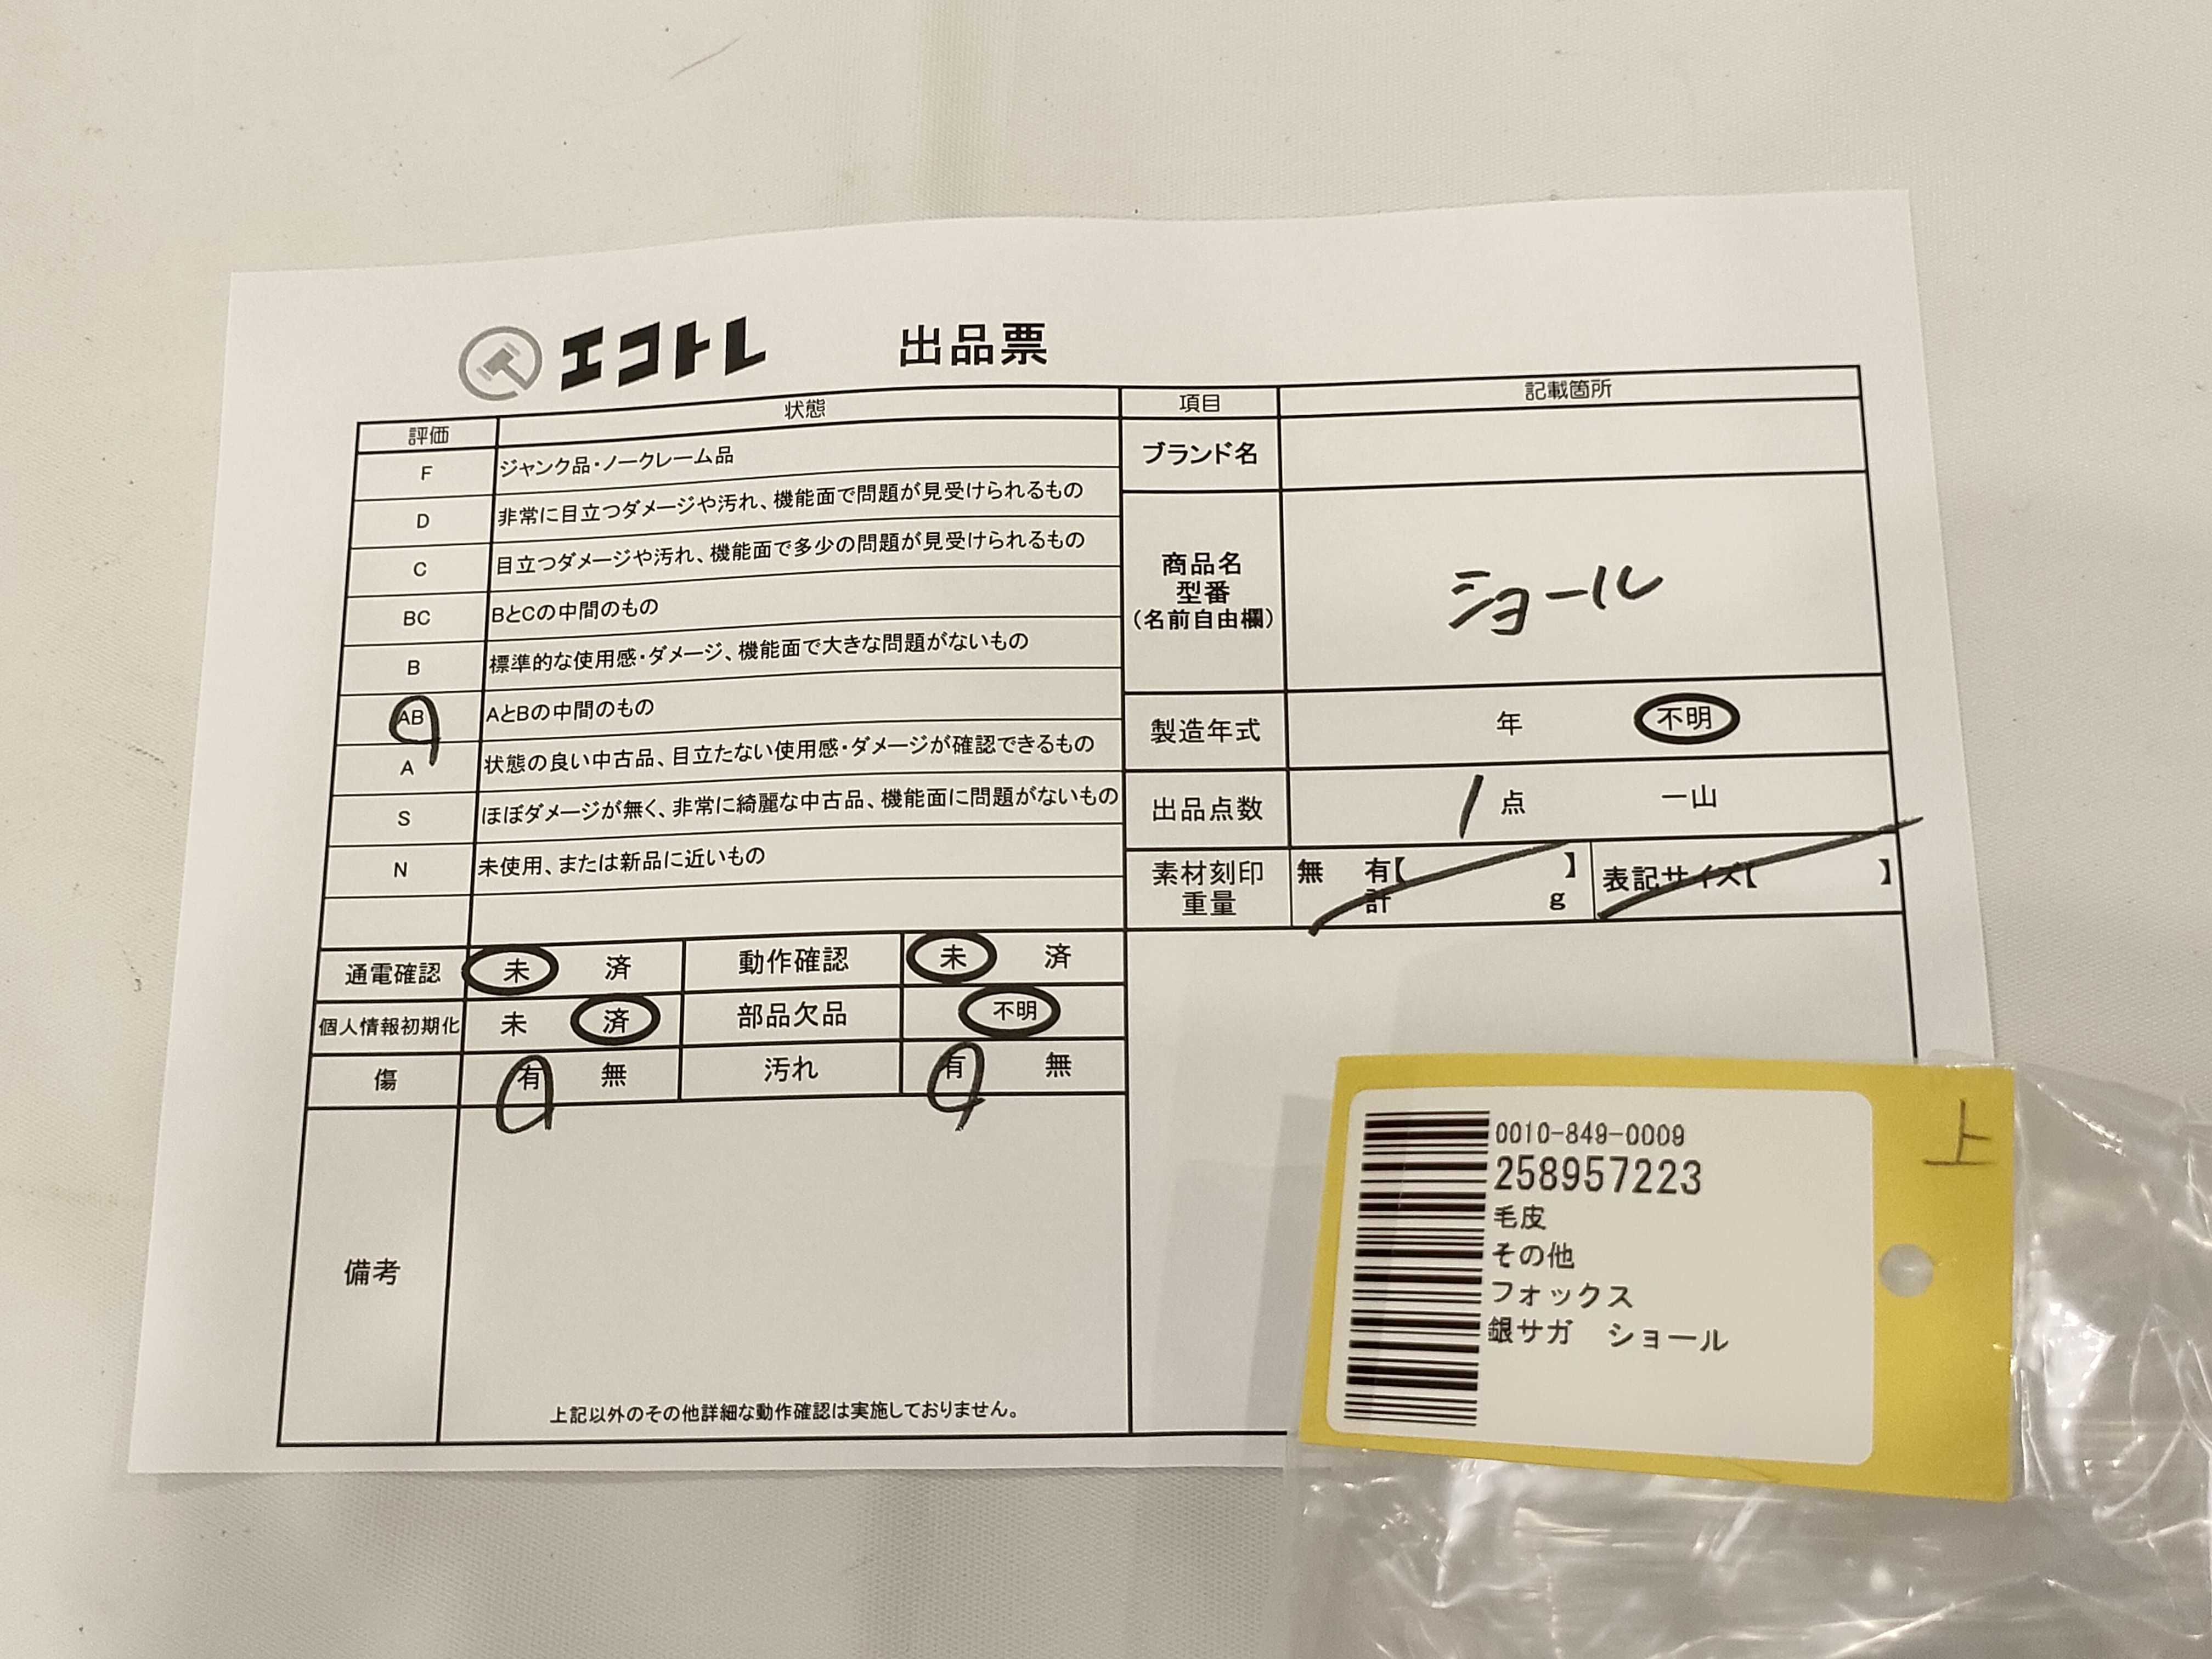 エコトレ 出品票
評価 状態
F ジャンク品・ノークレーム品
D 非常に目立つダメージや汚れ、機能面で問題が見受けられるもの
C 目立つダメージや汚れ、機能面で多少の問題が見受けられるもの
BC BとCの中間のもの
B 標準的な使用感・ダメージ、機能面で大きな問題がないもの
AB AとBの中間のもの
A 状態の良い中古品、目立たない使用感・ダメージが確認できるもの
S ほぼダメージが無く、非常に綺麗な中古品、機能面に問題がないもの
N 未使用、または新品に近いもの
項目 記載箇所
ブランド名
商品名
型番
(名前自由欄)
ショール
製造年式 年 不明
出品点数 1 点 一山
素材刻印 無 有【 】 表記サイズ【 】
重量 計 g
通電確認 未 済 動作確認 未 済
個人情報初期化 未 済 部品欠品 不明
傷 有 無 汚れ 有 無
備考
上記以外のその他詳細な動作確認は実施しておりません。
上
0010-849-0009
258957223
毛皮
その他
フォックス
銀サガ ショール